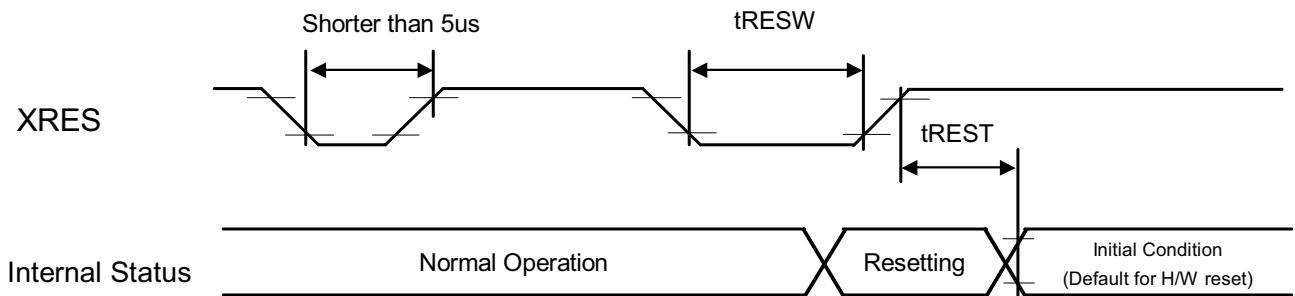 Shorter than 5us
tRESW
XRES
tREST
Internal Status
Normal Operation
Resetting
Initial Condition
(Default for H/W reset)